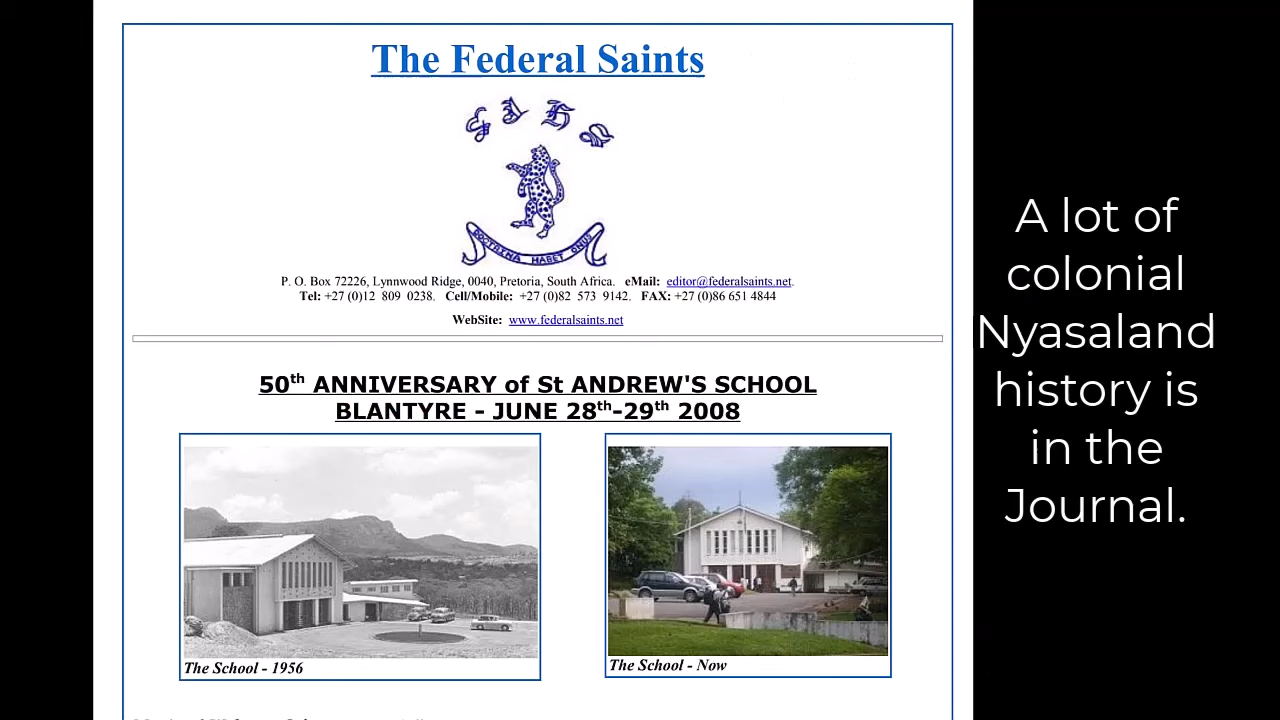 The Federal Saints
DOCTRINA HABET ONUS
P. O. Box 72226, Lynnwood Ridge, 0040, Pretoria, South Africa. eMail: editor@federalsaints.net.
Tel: +27 (0)12 809 0238. Cell/Mobile: +27 (0)82 573 9142. FAX: +27 (0)86 651 4844
WebSite: www.federalsaints.net
50th ANNIVERSARY of St ANDREW'S SCHOOL
BLANTYRE - JUNE 28th-29th 2008
The School - 1956
The School - Now
A lot of
colonial
Nyasaland
history is
in the
Journal.